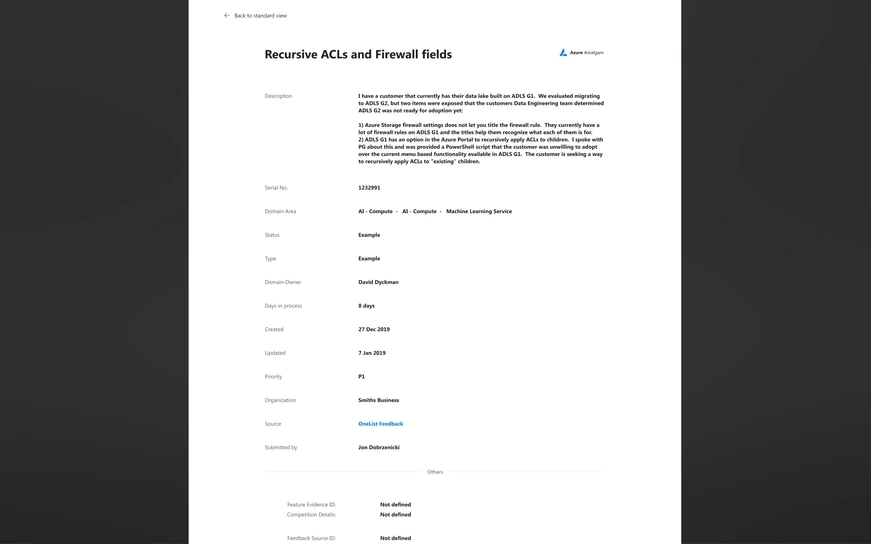 Back to standard view
Recursive ACLs and Firewall fields
Azure Amalgam
Description
I have a customer that currently has their data lake built on ADLS G1. We evaluated migrating
to ADLS G2, but two items were exposed that the customers Data Engineering team determined
ADLS G2 was not ready for adoption yet:
1) Azure Storage firewall settings does not let you title the firewall rule. They currently have a
lot of firewall rules on ADLS G1 and the titles help them recognize what each of them is for.
2) ADLS G1 has an option in the Azure Portal to recursively apply ACLs to children. I spoke with
PG about this and was provided a PowerShell script that the customer was unwilling to adopt
over the current menu based functionality available in ADLS G1. The customer is seeking a way
to recursively apply ACLs to "existing" children.
Serial No. 1232991
Domain Area AI - Compute - AI - Compute - Machine Learning Service
Status Example
Type Example
Domain Owner David Dyckman
Days in process 8 days
Created 27 Dec 2019
Updated 7 Jan 2019
Priority P1
Organization Smiths Business
Source OneList Feedback
Submitted by Jon Dobrzenicki
Others
Feature Evidence ID: Not defined
Competition Details: Not defined
Feedback Source ID: Not defined